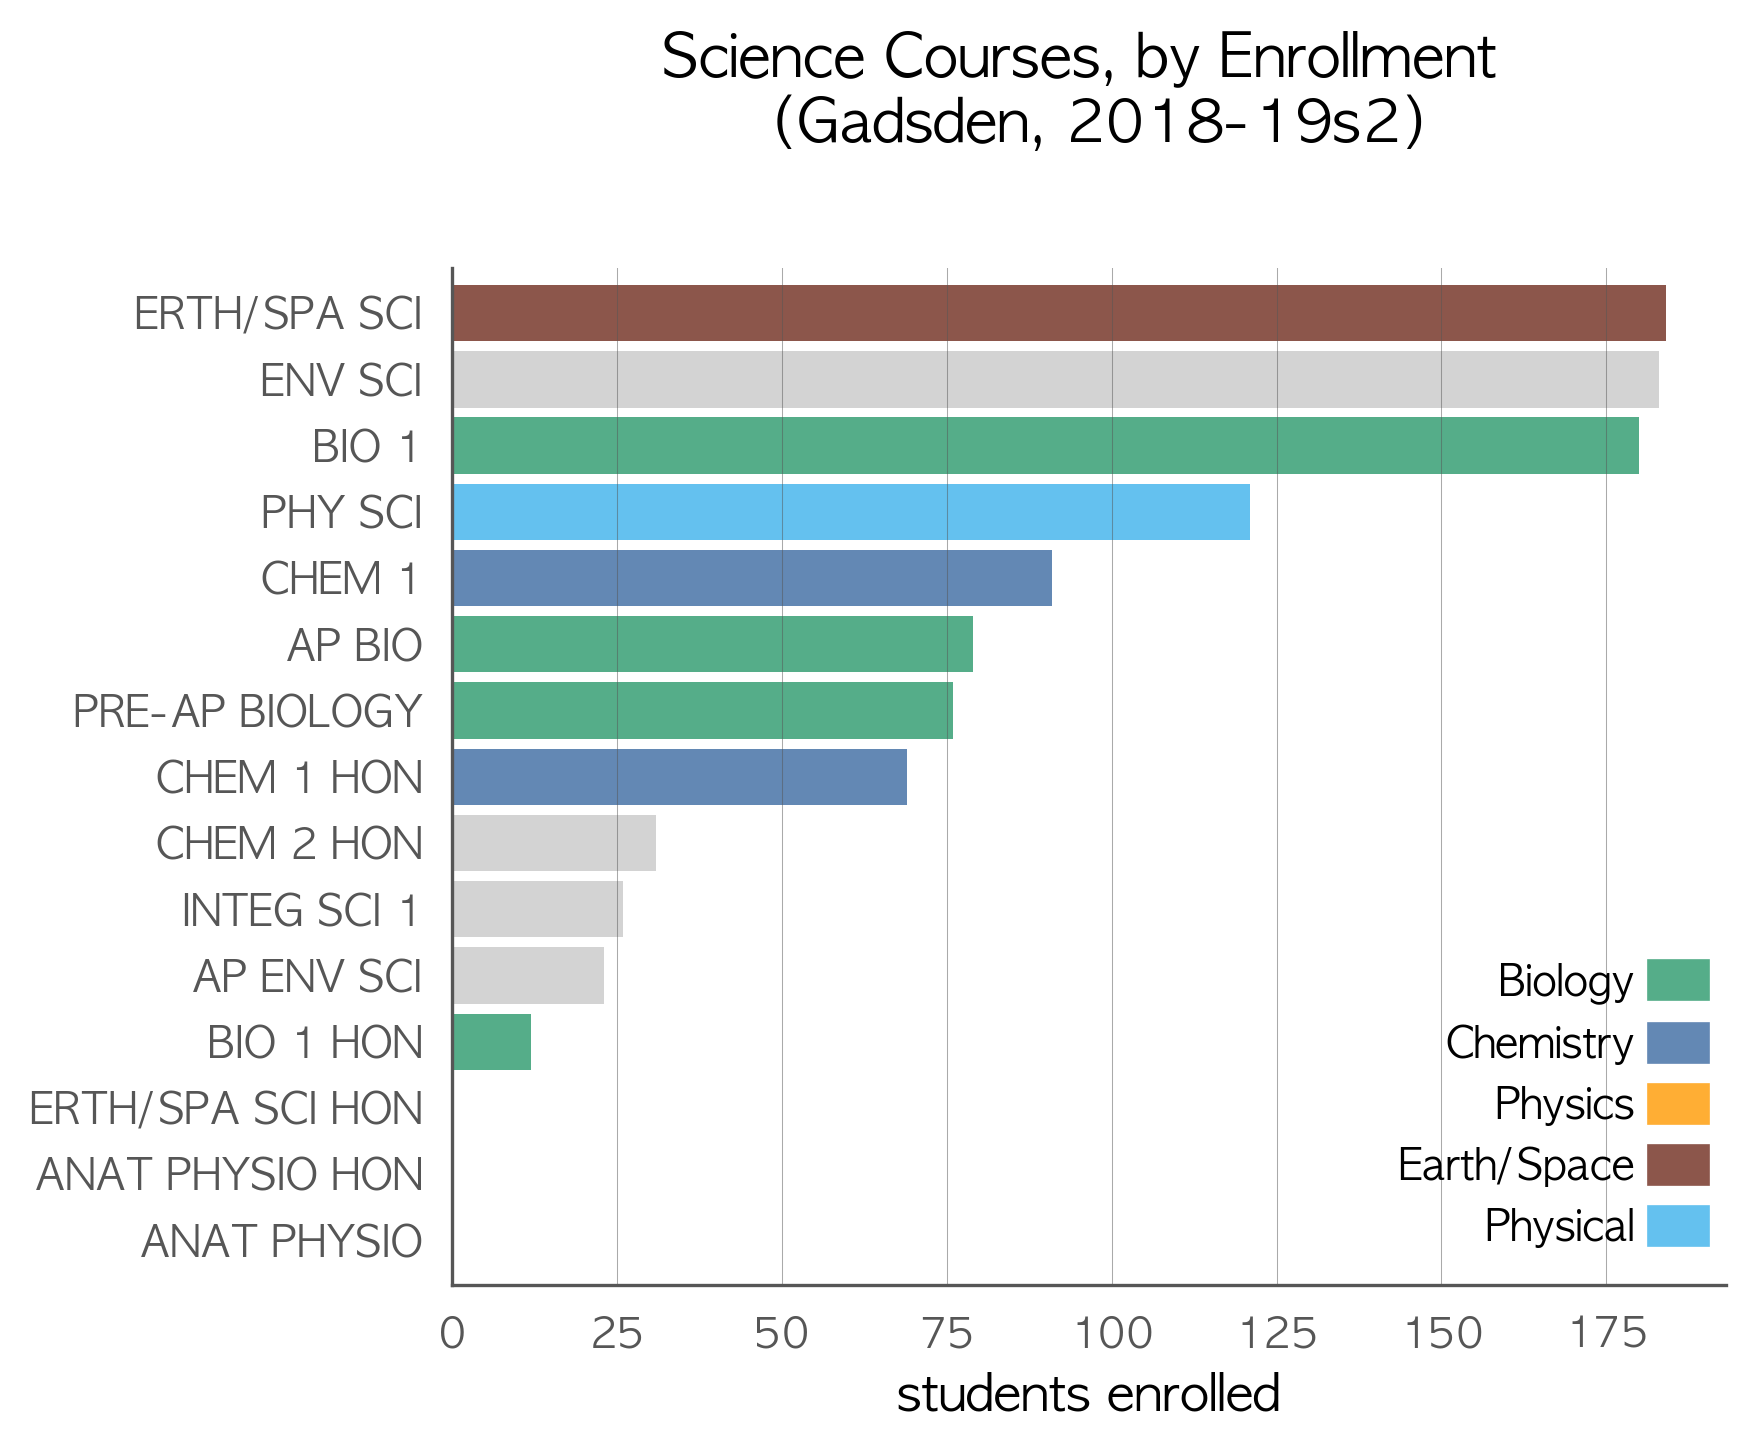 Science Courses, by Enrollment
(Gadsden, 2018-19s2)
ERTH/SPA SCI
ENV SCI
BIO 1
PHY SCI
CHEM 1
AP BIO
PRE-AP BIOLOGY
CHEM 1 HON
CHEM 2 HON
INTEG SCI 1
AP ENV SCI
BIO 1 HON
ERTH/SPA SCI HON
ANAT PHYSIO HON
ANAT PHYSIO
Biology
Chemistry
Physics
Earth/Space
Physical
0 25 50 75 100 125 150 175
students enrolled